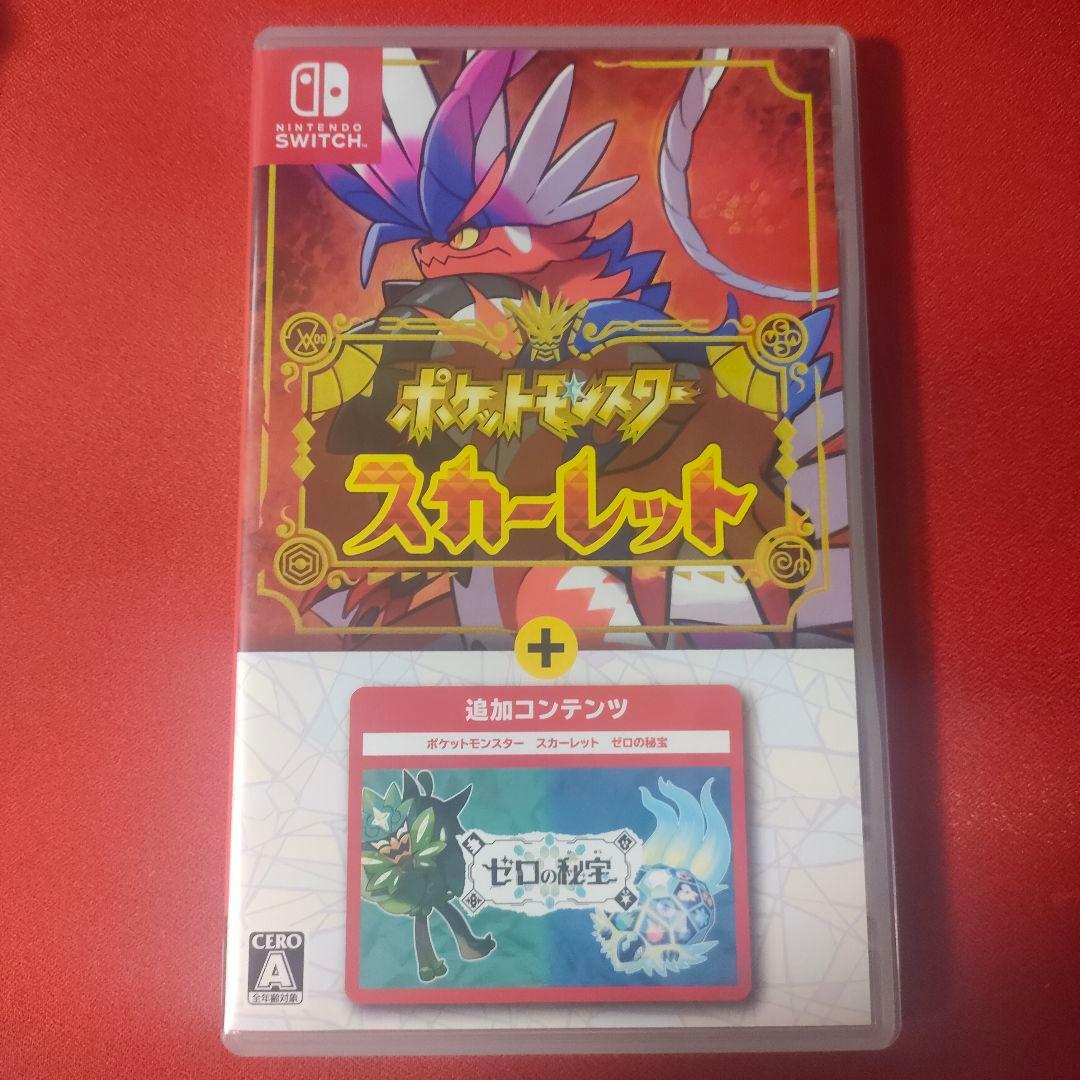 NINTENDO
SWITCH™
ポケットモンスター
スカーレット
+
追加コンテンツ
ポケットモンスター スカーレット ゼロの秘宝
ゼロの秘宝
CERO
A
全年齢対象